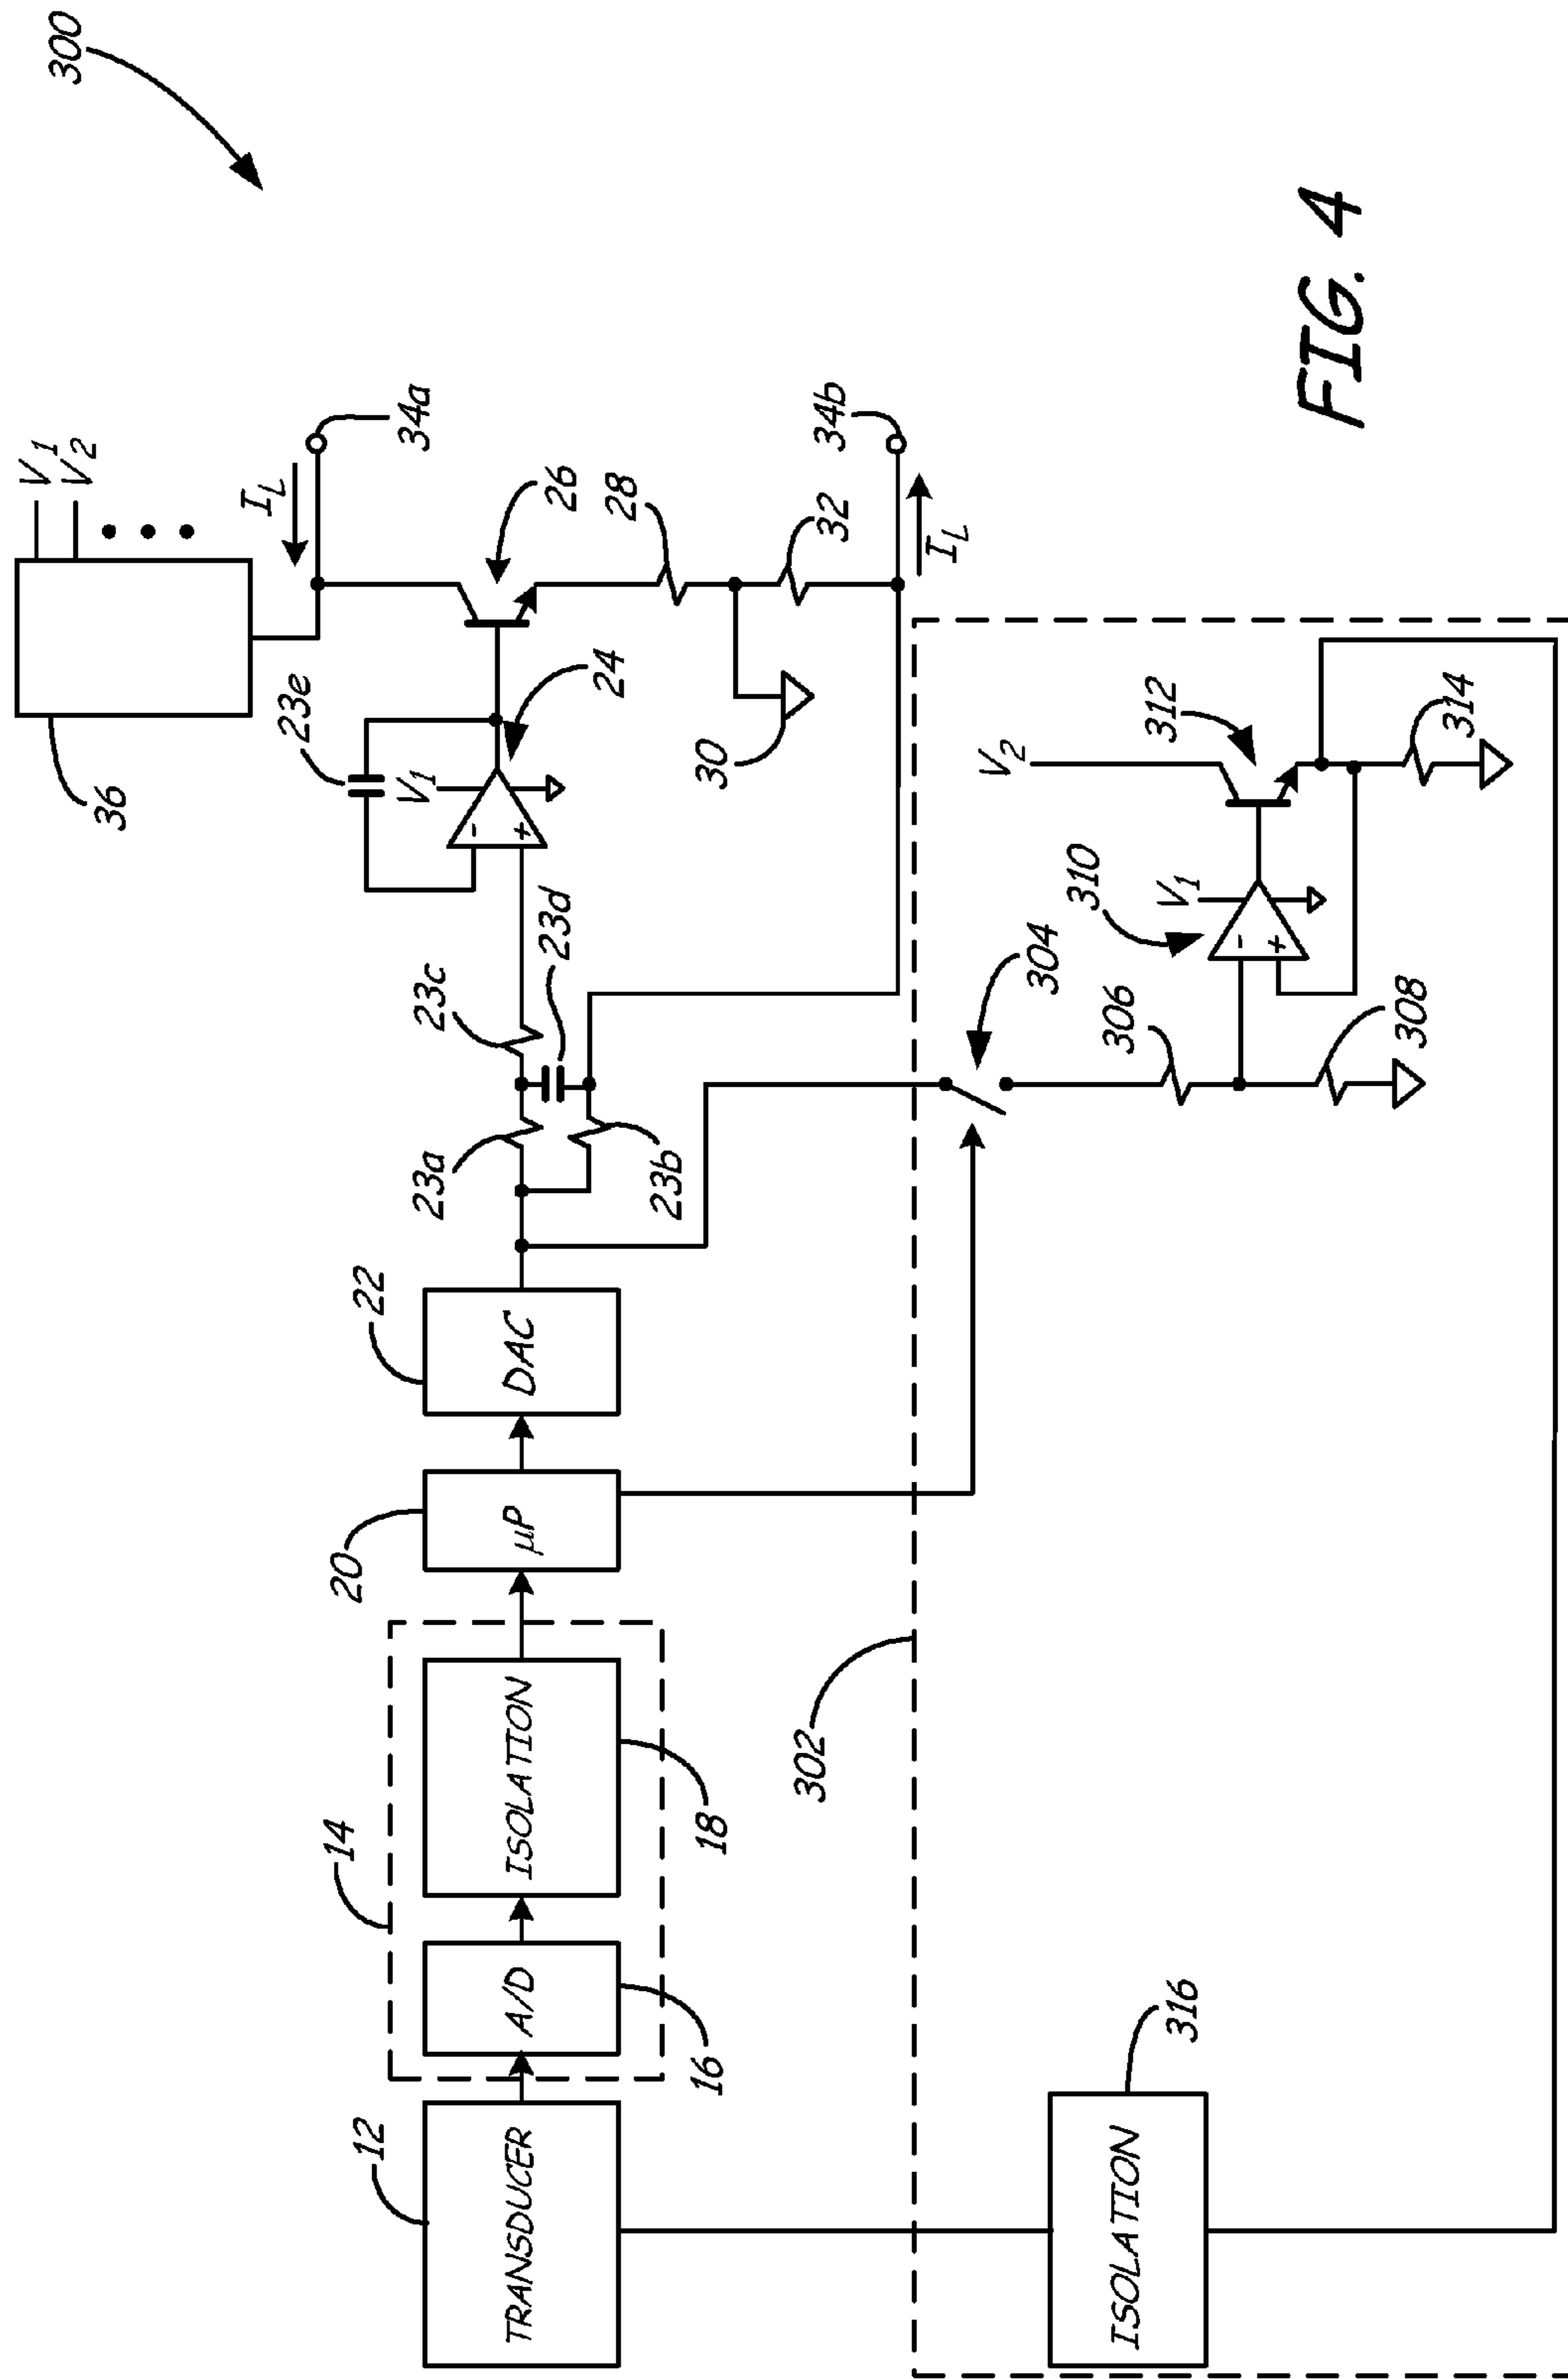 300
36
V1
V2
IL
34a
23e
V1
-
+
24
26
28
30
32
34b
IL
12
TRANSDUCER
14
A/D
16
ISOLATION
18
20
µP
22
DAC
23a
23b
23c
23d
302
304
306
308
310
V1
-
+
V2
312
314
316
ISOLATION
FIG. 4